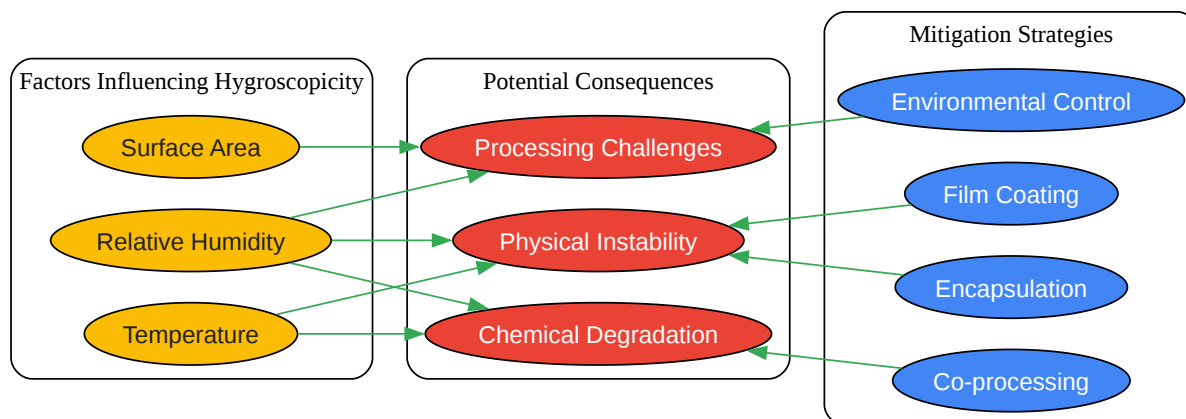 Factors Influencing Hygroscopicity
Surface Area
Relative Humidity
Temperature
Potential Consequences
Processing Challenges
Physical Instability
Chemical Degradation
Mitigation Strategies
Environmental Control
Film Coating
Encapsulation
Co-processing